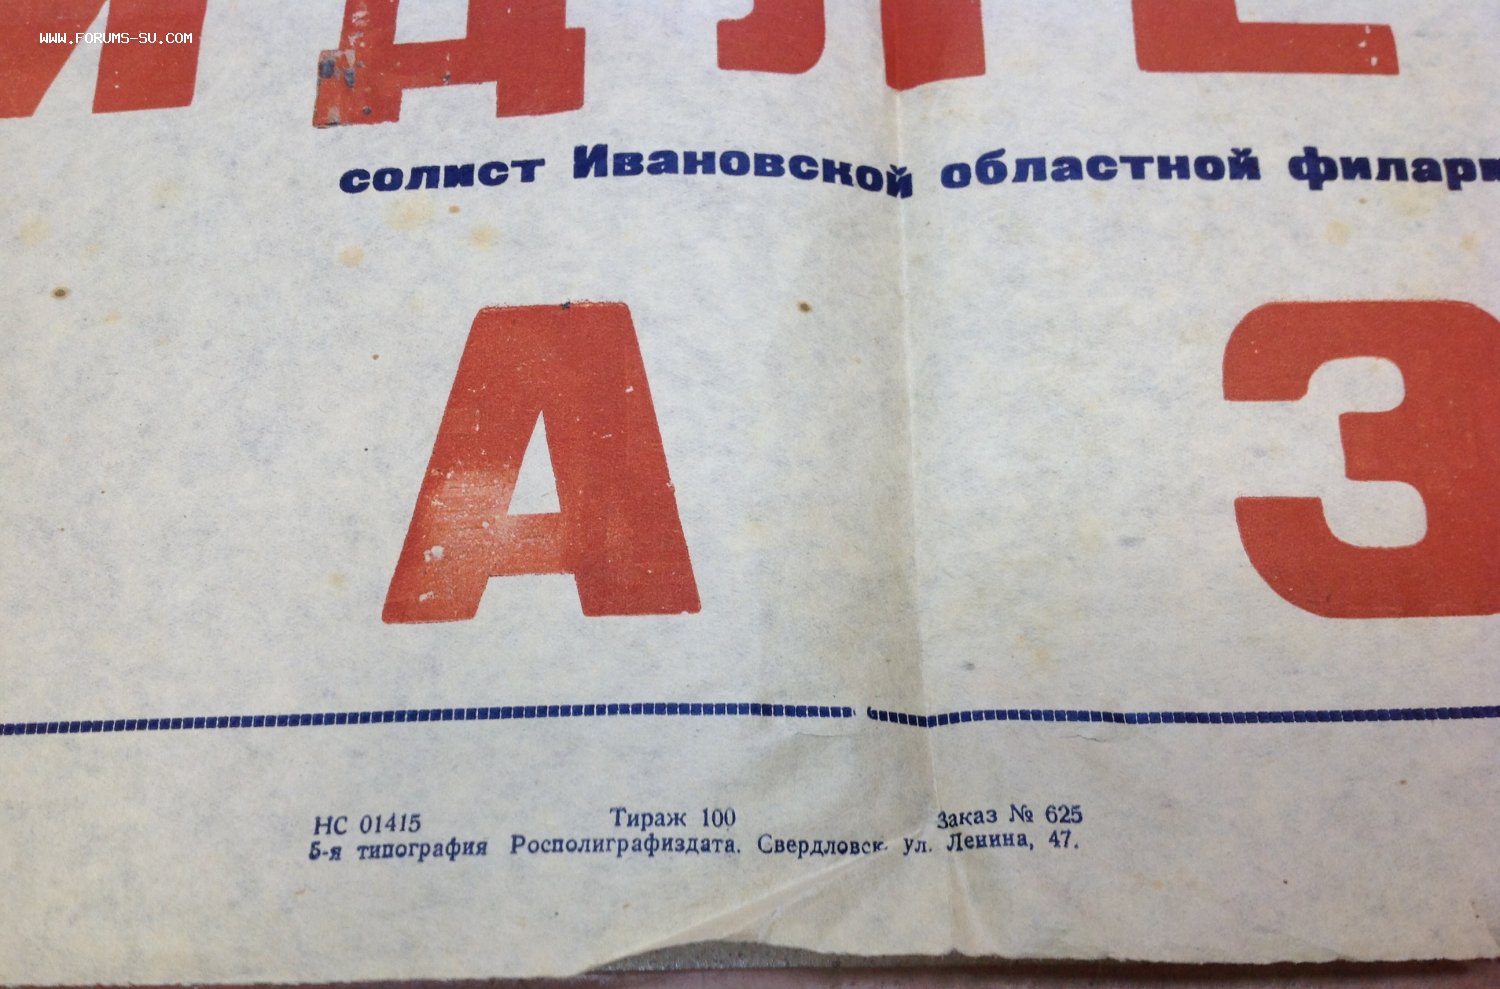 WWW.FORUMS-SU.COM
солист Ивановской областной
А З
НС 01415 Тираж 100 Заказ № 625
5-я типография Росполиграфиздата. Свердловск ул. Ленина, 47.